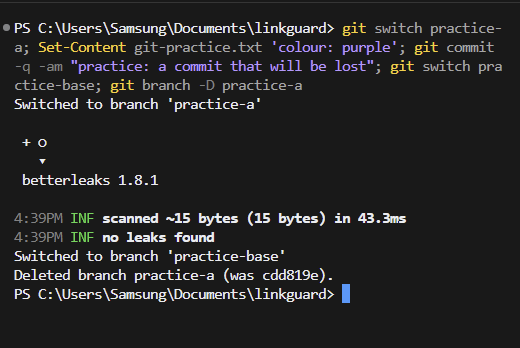 PS C:\Users\Samsung\Documents\linkguard> git switch practice-
a; Set-Content git-practice.txt 'colour: purple'; git commit
-q -am "practice: a commit that will be lost"; git switch pra
ctice-base; git branch -D practice-a
Switched to branch 'practice-a'
+ o
betterleaks 1.8.1
4:39PM INF scanned ~15 bytes (15 bytes) in 43.3ms
4:39PM INF no leaks found
Switched to branch 'practice-base'
Deleted branch practice-a (was cdd819e).
PS C:\Users\Samsung\Documents\linkguard>